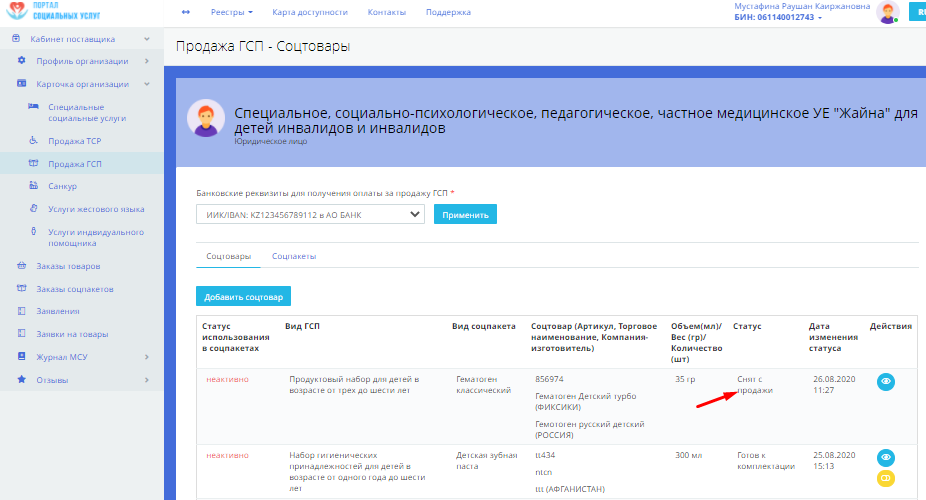 ПОРТАЛ
СОЦИАЛЬНЫХ УСЛУГ
Реестры
Карта доступности
Контакты
Поддержка
Мустафина Раушан Каиржановна
БИН: 061140012743
Кабинет поставщика
Профиль организации
Карточка организации
Специальные
социальные услуги
Продажа ТСР
Продажа ГСП
Санкур
Услуги жестового языка
Услуги индвидуального
помощника
Заказы товаров
Заказы соцпакетов
Заявления
Заявки на товары
Журнал МСУ
Отзывы
Продажа ГСП - Соцтовары
Специальное, социально-психологическое, педагогическое, частное медицинское УЕ "Жайна" для
детей инвалидов и инвалидов
Юридическое лицо
Банковские реквизиты для получения оплаты за продажу ГСП *
ИИК/IBAN: KZ123456789112 в АО БАНК
Применить
Соцтовары
Соцпакеты
Добавить соцтовар
Статус
использования
в соцпакетах
Вид ГСП
Вид соцпакета
Соцтовар (Артикул, Торговое
наименование, Компания-
изготовитель)
Объем(мл)/
Вес (гр)/
Количество
(шт)
Статус
Дата
изменения
статуса
Действия
неактивно
Продуктовый набор для детей в
возрасте от трех до шести лет
Гематоген
классический
856974
Гематоген Детский турбо
(ФИКСИКИ)
Гемотоген русский детский
(РОССИЯ)
35 гр
Снят с
продажи
26.08.2020
11:27
неактивно
Набор гигиенических
принадлежностей для детей в
возрасте от одного года до шести
лет
Детская зубная
паста
tt434
ntcn
ttt (АФГАНИСТАН)
300 мл
Готов к
комплектации
25.08.2020
15:13